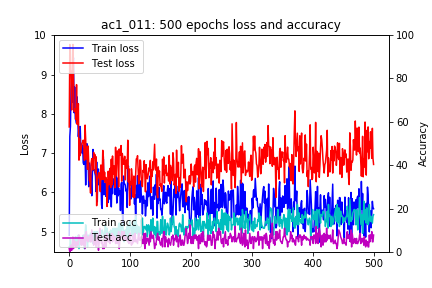 ac1_011: 500 epochs loss and accuracy
10
9
8
7
6
5
Loss
Train loss
Test loss
Train acc
Test acc
100
80
60
40
20
0
Accuracy
0
100
200
300
400
500